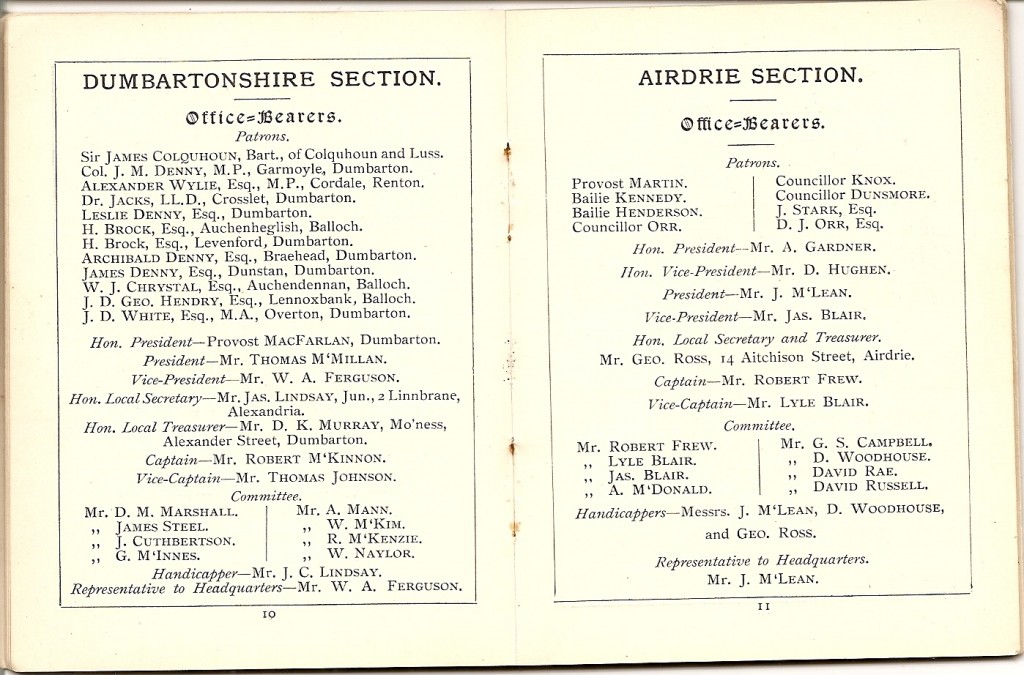 DUMBARTONSHIRE SECTION.
Office=Bearers.
Patrons.
Sir JAMES COLQUHOUN, Bart., of Colquhoun and Luss.
Col. J. M. DENNY, M.P., Garmoyle, Dumbarton.
ALEXANDER WYLIE, Esq., M.P., Cordale, Renton.
Dr. JACKS, LL.D., Crosslet, Dumbarton.
LESLIE DENNY, Esq., Dumbarton.
H. BROCK, Esq., Auchenheglish, Balloch.
H. Brock, Esq., Levenford, Dumbarton.
ARCHIBALD DENNY, Esq., Braehead, Dumbarton.
JAMES DENNY, Esq., Dunstan, Dumbarton.
W. J. CHRYSTAL, Esq., Auchendennan, Balloch.
J. D. GEO. HENDRY, Esq., Lennoxbank, Balloch.
J. D. WHITE, Esq., M.A., Overton, Dumbarton.
Hon. President—Provost MACFARLAN, Dumbarton.
President—Mr. THOMAS M'MILLAN.
Vice-President—Mr. W. A. FERGUSON.
Hon. Local Secretary—Mr. JAS. LINDSAY, Jun., 2 Linnbrane,
Alexandria.
Hon. Local Treasurer—Mr. D. K. MURRAY, Mo'ness,
Alexander Street, Dumbarton.
Captain—Mr. ROBERT M'KINNON.
Vice-Captain—Mr. THOMAS JOHNSON.
Committee.
Mr. D. M. MARSHALL.
„ JAMES STEEL.
„ J. CUTHBERTSON.
„ G. M'INNES.
Mr. A. MANN.
„ W. M'KIM.
„ R. M'KENZIE.
„ W. NAYLOR.
Handicapper—Mr. J. C. LINDSAY.
Representative to Headquarters—Mr. W. A. FERGUSON.
10
AIRDRIE SECTION.
Office=Bearers.
Patrons.
Provost MARTIN.
Bailie KENNEDY.
Bailie HENDERSON.
Councillor ORR.
Councillor KNOX.
Councillor DUNSMORE.
J. STARK, Esq.
D. J. ORR, Esq.
Hon. President—Mr. A. GARDNER.
Hon. Vice-President—Mr. D. HUGHEN.
President—Mr. J. M'LEAN.
Vice-President—Mr. JAS. BLAIR.
Hon. Local Secretary and Treasurer.
Mr. GEO. ROSS, 14 Aitchison Street, Airdrie.
Captain—Mr. ROBERT FREW.
Vice-Captain—Mr. LYLE BLAIR.
Committee.
Mr. ROBERT FREW.
„ LYLE BLAIR.
„ JAS. BLAIR.
„ A. M'DONALD.
Mr. G. S. CAMPBELL.
„ D. WOODHOUSE.
„ DAVID RAE.
„ DAVID RUSSELL.
Handicappers—Messrs. J. M'LEAN, D. WOODHOUSE,
and GEO. ROSS.
Representative to Headquarters.
Mr. J. M'LEAN.
11